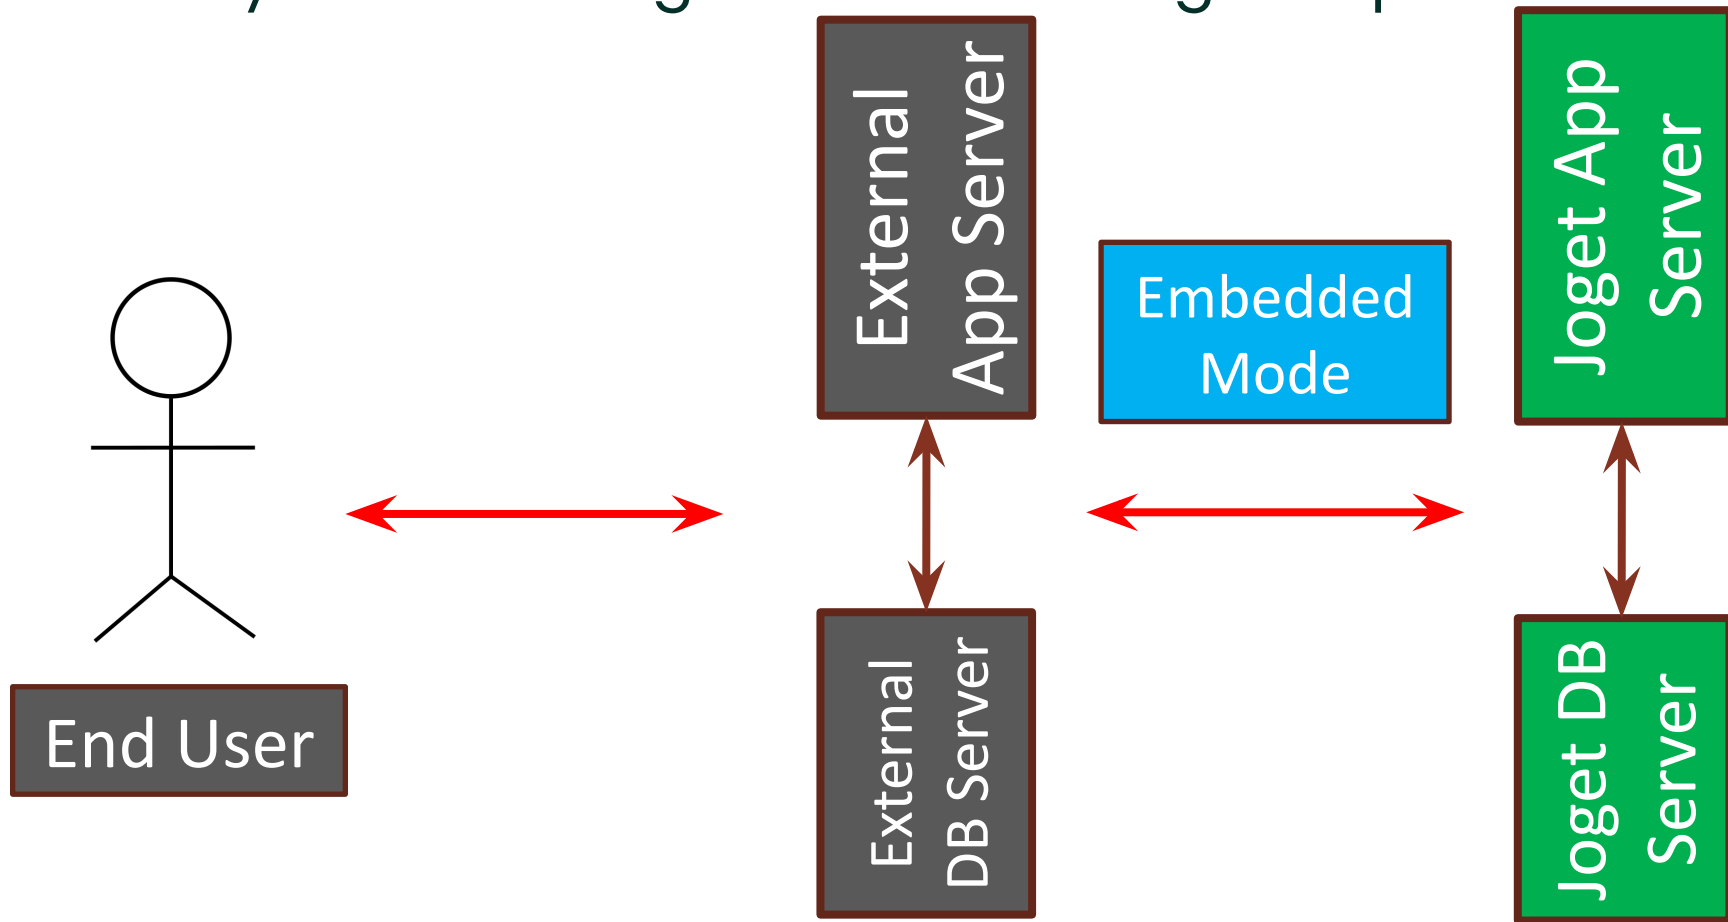 External
App Server
Joget App
Server
Embedded
Mode
End User
External
DB Server
Joget DB
Server